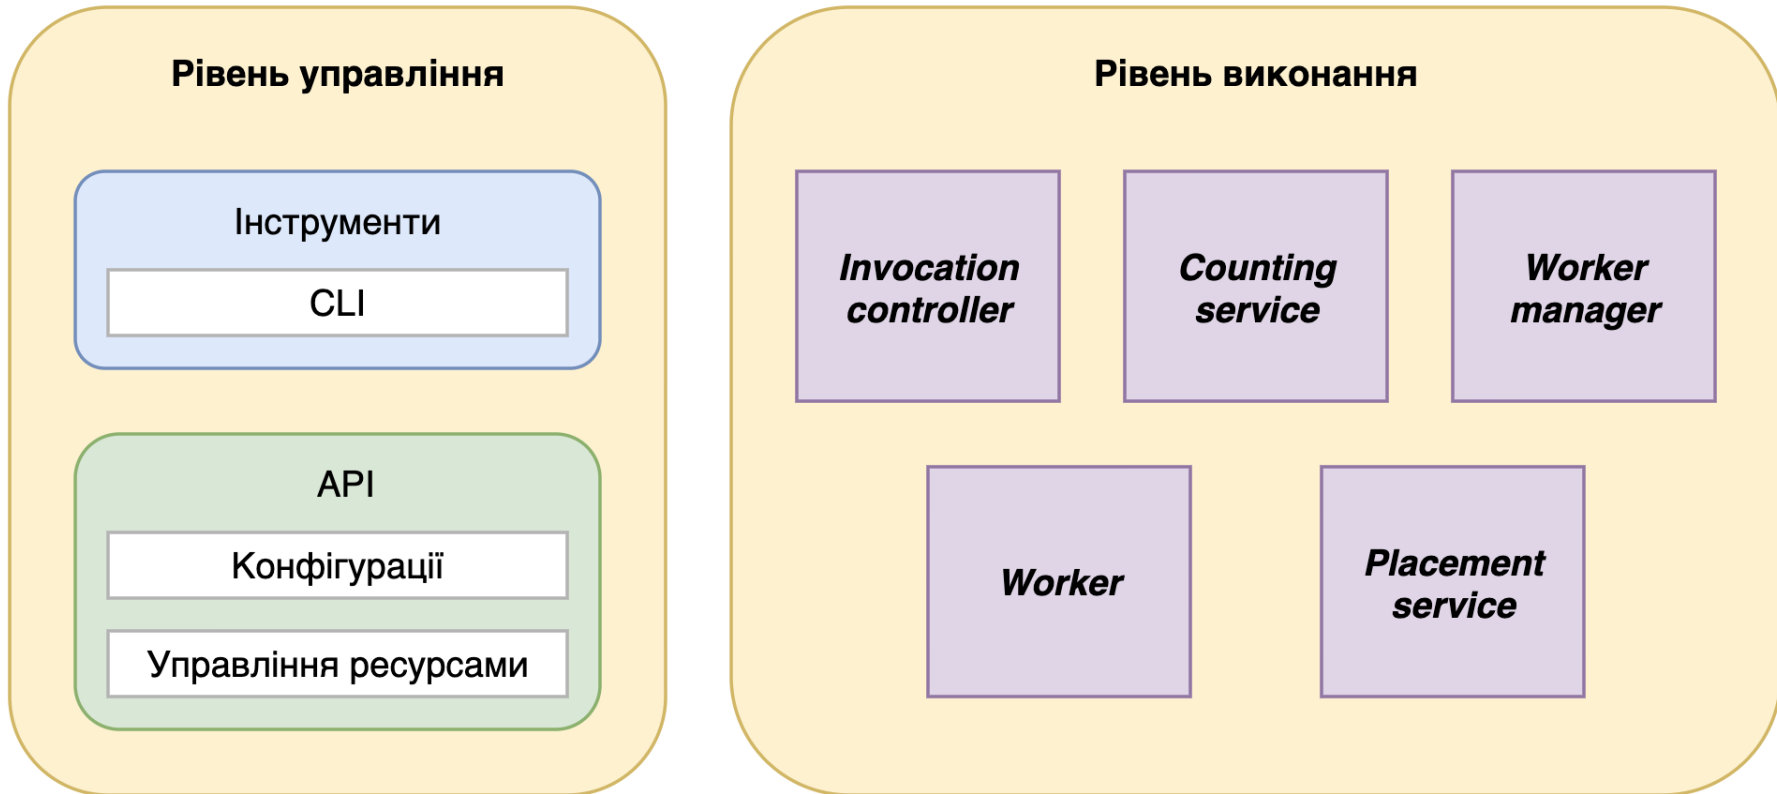 Рівень управління
Інструменти
CLI
API
Конфігурації
Управління ресурсами
Рівень виконання
Invocation
controller
Counting
service
Worker
manager
Worker
Placement
service